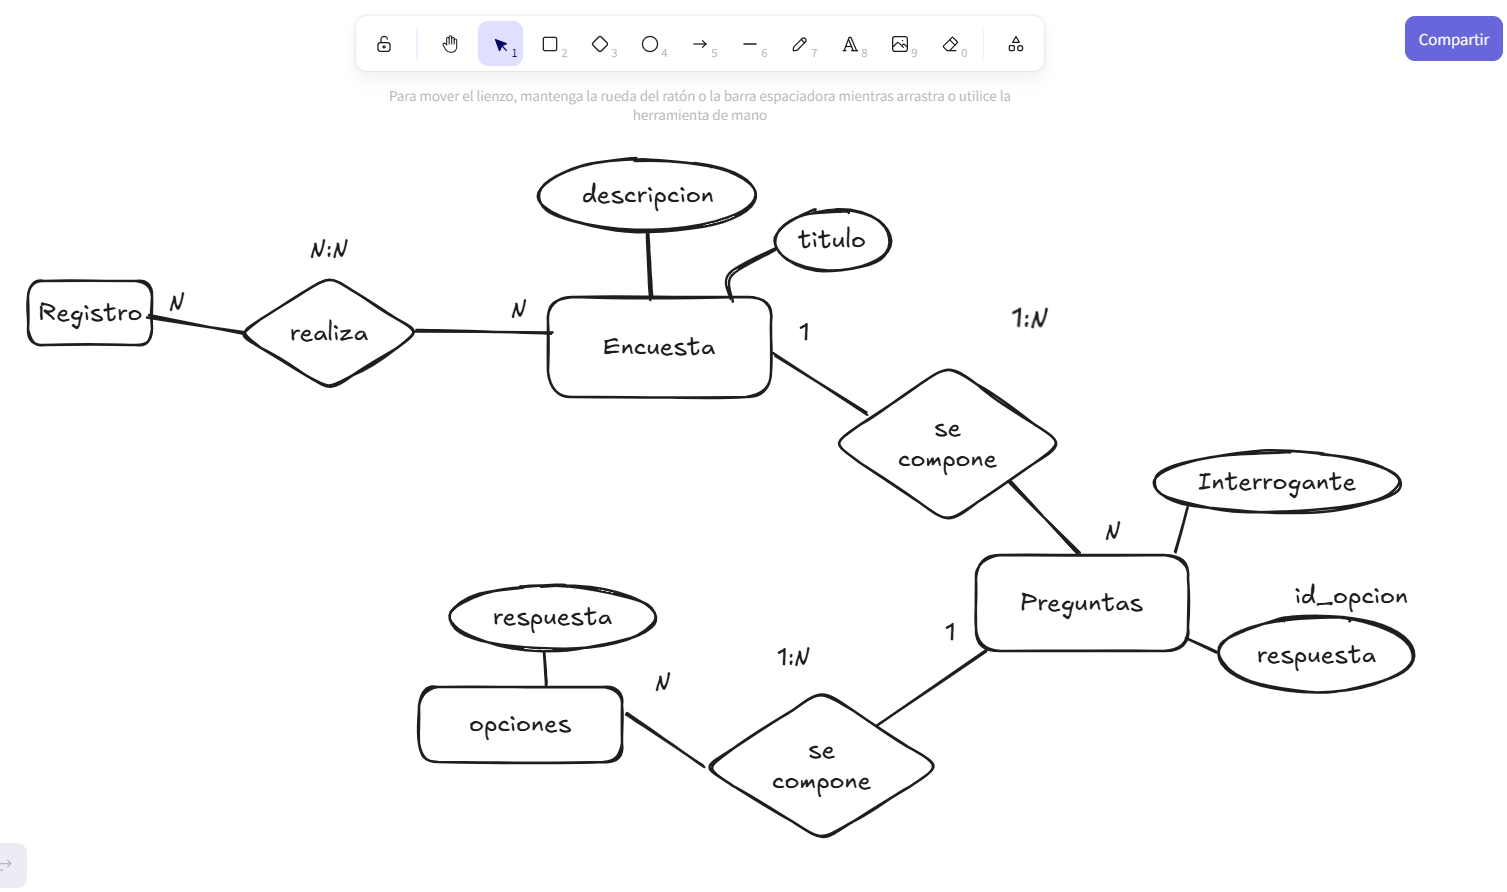 1
2
3
4
5
6
7
8
9
0
Compartir
Para mover el lienzo, mantenga la rueda del ratón o la barra espaciadora mientras arrastra o utilice la
herramienta de mano
descripcion
titulo
N:N
Registro
N
realiza
N
Encuesta
1
1:N
se
compone
N
Interrogante
Preguntas
id_opcion
respuesta
1
1:N
respuesta
N
opciones
se
compone